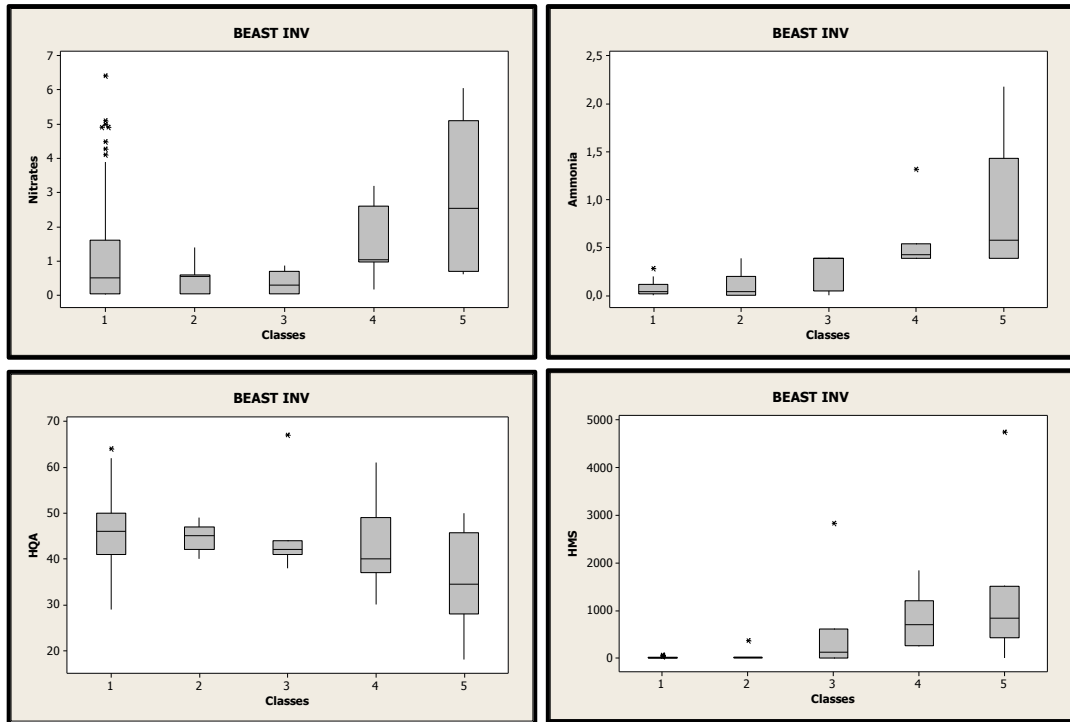 BEAST INV
7
6
5
4
3
2
1
0
Nitrates
1 2 3 4 5
Classes
BEAST INV
2,5
2,0
1,5
1,0
0,5
0,0
Ammonia
1 2 3 4 5
Classes
BEAST INV
70
60
50
40
30
20
HQA
1 2 3 4 5
Classes
BEAST INV
5000
4000
3000
2000
1000
0
HMS
1 2 3 4 5
Classes